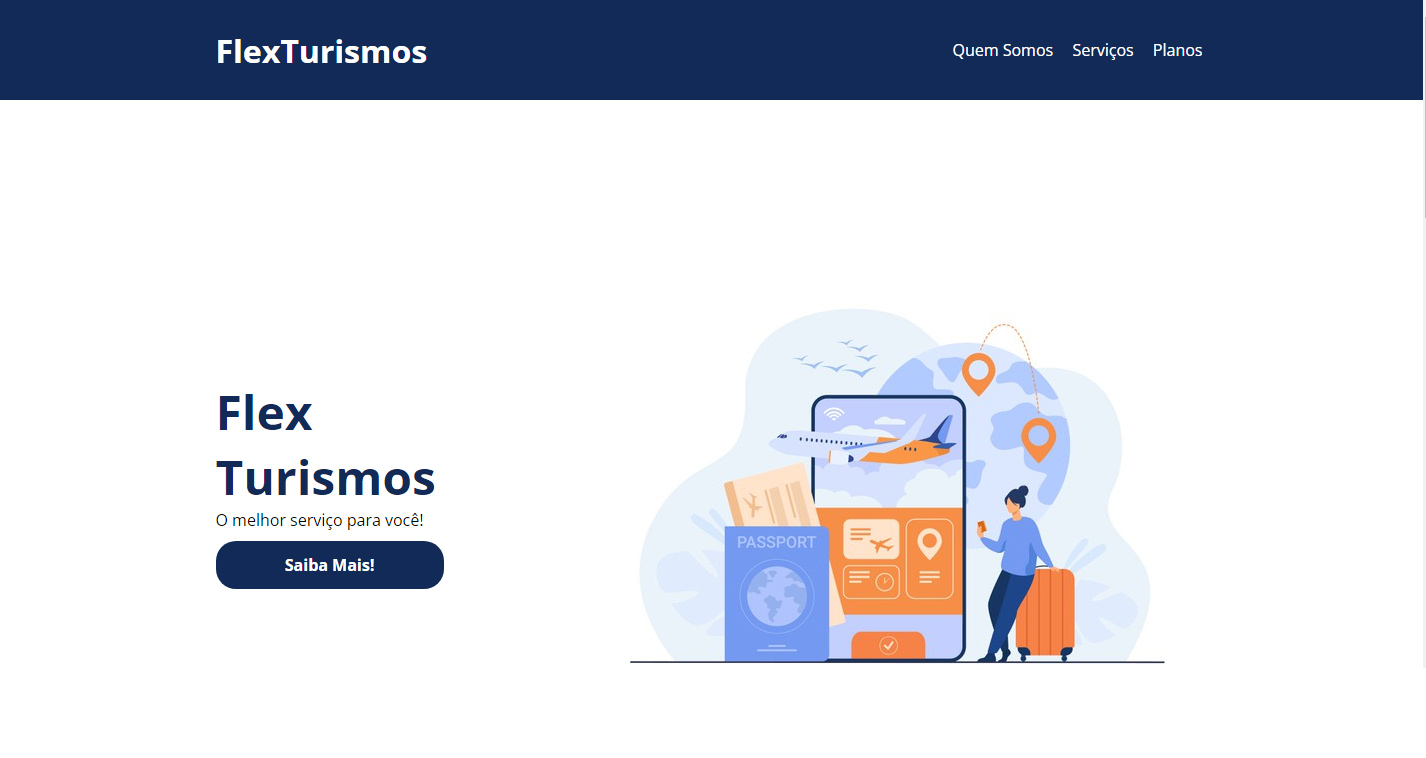 FlexTurismos
Quem Somos Serviços Planos
Flex
Turismos
O melhor serviço para você!
Saiba Mais!
PASSPORT